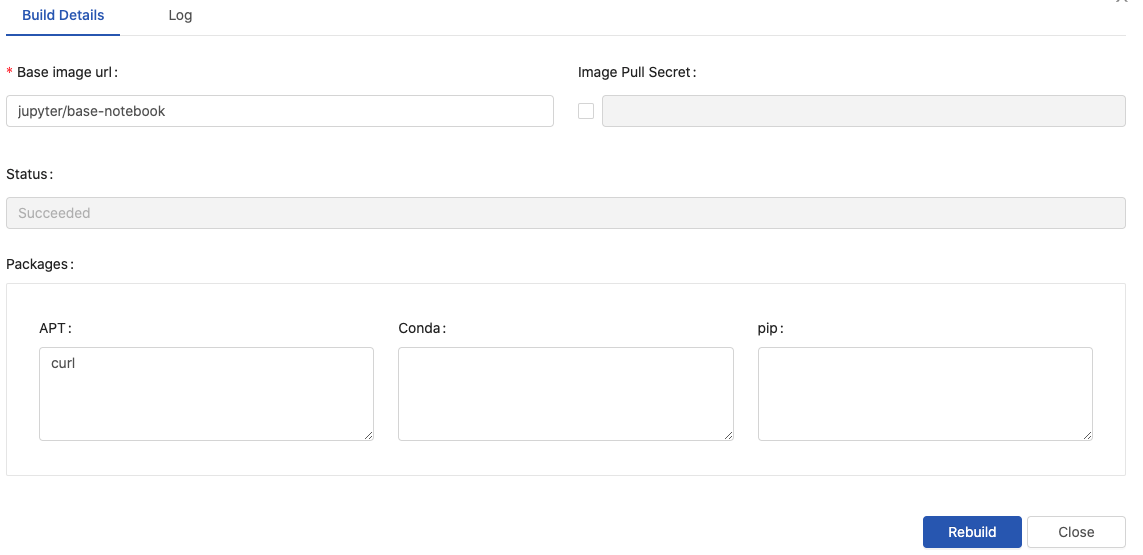 Build Details
Log
* Base image url:
Image Pull Secret:
jupyter/base-notebook
Status:
Succeeded
Packages:
APT:
Conda:
pip:
curl
Rebuild
Close